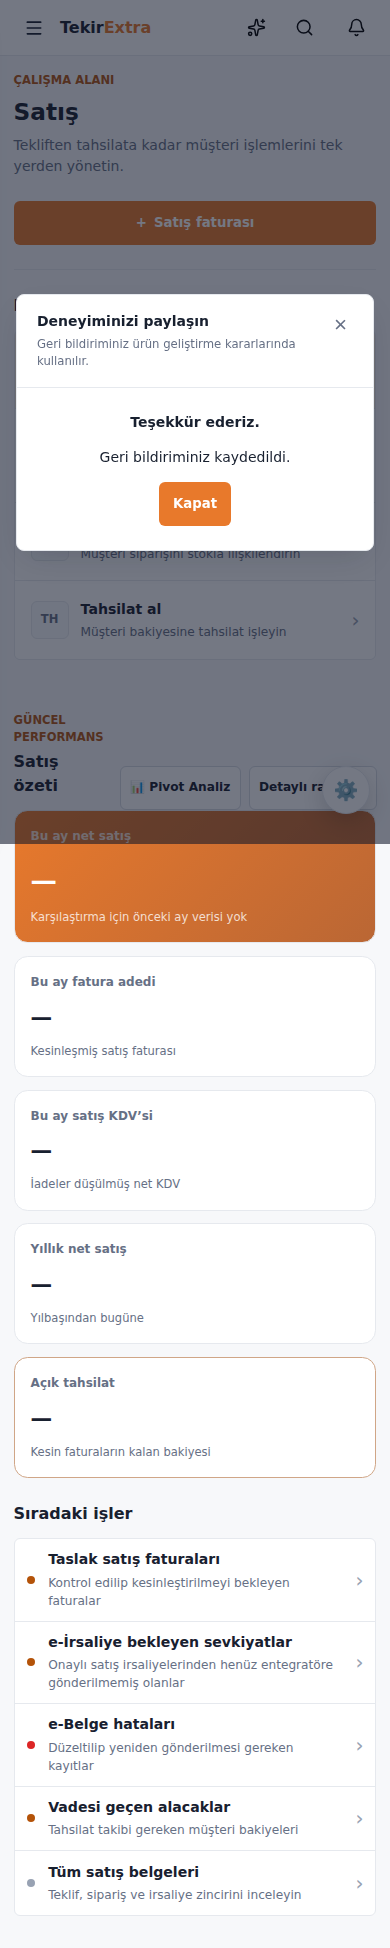 TekirExtra
ÇALIŞMA ALANI
Satış
Tekliften tahsilata kadar müşteri işlemlerini tek
yerden yönetin.
+ Satış faturası
Deneyiminizi paylaşın
Geri bildiriminiz ürün geliştirme kararlarında
kullanılır.
×
Teşekkür ederiz.
Geri bildiriminiz kaydedildi.
Kapat
Müşteri siparişini stokla ilişkilendirin
TH
Tahsilat al
Müşteri bakiyesine tahsilat işleyin
GÜNCEL
PERFORMANS
Satış
özeti
Pivot Analiz
Detaylı
Bu ay net satış
—
Karşılaştırma için önceki ay verisi yok
Bu ay fatura adedi
—
Kesinleşmiş satış faturası
Bu ay satış KDV’si
—
İadeler düşülmüş net KDV
Yıllık net satış
—
Yılbaşından bugüne
Açık tahsilat
—
Kesin faturaların kalan bakiyesi
Sıradaki işler
Taslak satış faturaları
Kontrol edilip kesinleştirilmeyi bekleyen
faturalar
e-İrsaliye bekleyen sevkiyatlar
Onaylı satış irsaliyelerinden henüz entegratöre
gönderilmemiş olanlar
e-Belge hataları
Düzeltilip yeniden gönderilmesi gereken
kayıtlar
Vadesi geçen alacaklar
Tahsilat takibi gereken müşteri bakiyeleri
Tüm satış belgeleri
Teklif, sipariş ve irsaliye zincirini inceleyin